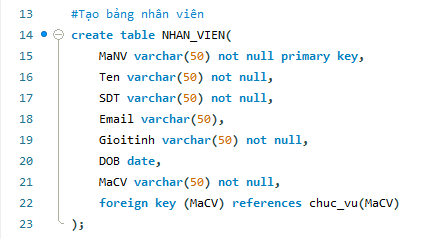 13 #Tạo bảng nhân viên
14 create table NHAN_VIEN(
15 MaNV varchar(50) not null primary key,
16 Ten varchar(50) not null,
17 SDT varchar(50) not null,
18 Email varchar(50),
19 Gioitinh varchar(50) not null,
20 DOB date,
21 MaCV varchar(50) not null,
22 foreign key (MaCV) references chuc_vu(MaCV)
23 );